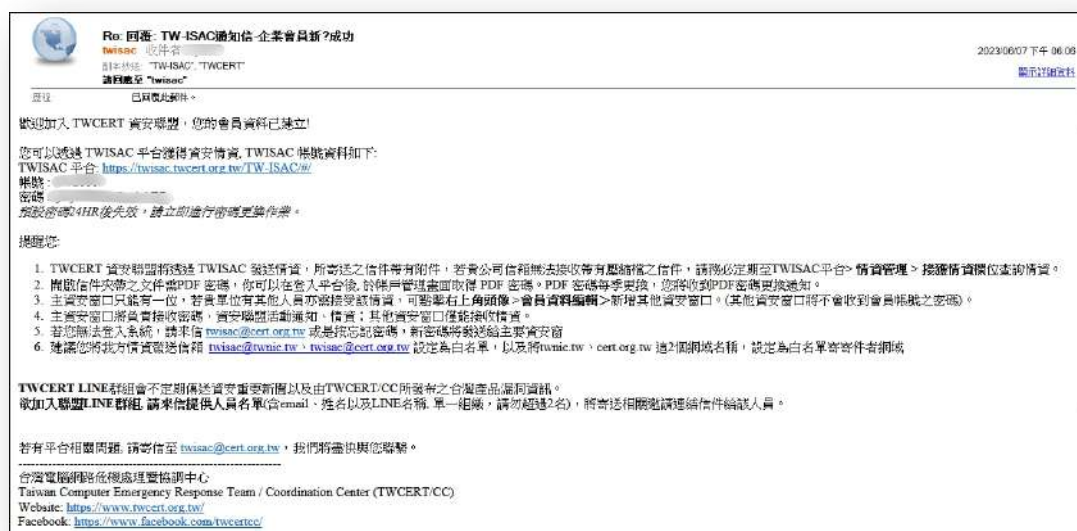 Re: 回覆: TW-ISAC通知信-企業會員新?成功
twisac 收件者
2023/06/07 下午 06:06
副本抄送: "TW-ISAC", "TWCERT"
顯示詳細資料
請回應至 "twisac"
歷程: 已回覆此郵件。
歡迎加入 TWCERT 資安聯盟，您的會員資料已建立!
您可以透過 TWISAC 平台獲得資安情資, TWISAC 帳號資料如下:
TWISAC 平台: https://twisac.twcert.org.tw/TW-ISAC/#/
帳號:
密碼:
預設密碼24HR後失效，請立即進行密碼更換作業。
提醒您:
1. TWCERT 資安聯盟將透過 TWISAC 發送情資，所寄送之信件帶有附件，若貴公司信箱無法接收帶有壓縮檔之信件，請務必定期至TWISAC平台> 情資管理 > 接獲情資欄位查詢情資。
2. 開啟信件夾帶之文件需PDF 密碼，你可以在登入平台後, 於帳戶管理畫面取得 PDF 密碼。PDF 密碼每季更換，您將收到PDF密碼更換通知。
3. 主資安窗口只能有一位，若貴單位有其他人員亦需接受該情資，可點擊右上角頭像 >會員資料編輯>新增其他資安窗口。(其他資安窗口將不會收到會員帳號之密碼)。
4. 主資安窗口將負責接收密碼、資安聯盟活動通知、情資；其他資安窗口僅能接收情資。
5. 若您無法登入系統，請來信 twisac@cert.org.tw 或是按忘記密碼，新密碼將發送給主要資安窗
6. 建議您將我方情資發送信箱 twisac@twnic.tw、twisac@cert.org.tw 設定為白名單，以及將twnic.tw、cert.org.tw 這2個網域名稱，設定為白名單寄寄件者網域
TWCERT LINE群組會不定期傳送資安重要新聞以及由TWCERT/CC所發布之台灣產品漏洞資訊。
欲加入聯盟LINE群組, 請來信提供人員名單(含email、姓名以及LINE名稱, 單一組織，請勿超過2名)，將寄送相關邀請連結信件給該人員。
若有平台相關問題, 請寄信至 twisac@cert.org.tw，我們將盡快與您聯繫。
------------------------------------------------------------
台灣電腦網路危機處理暨協調中心
Taiwan Computer Emergency Response Team / Coordination Center (TWCERT/CC)
Website: https://www.twcert.org.tw/
Facebook: https://www.facebook.com/twcertcc/